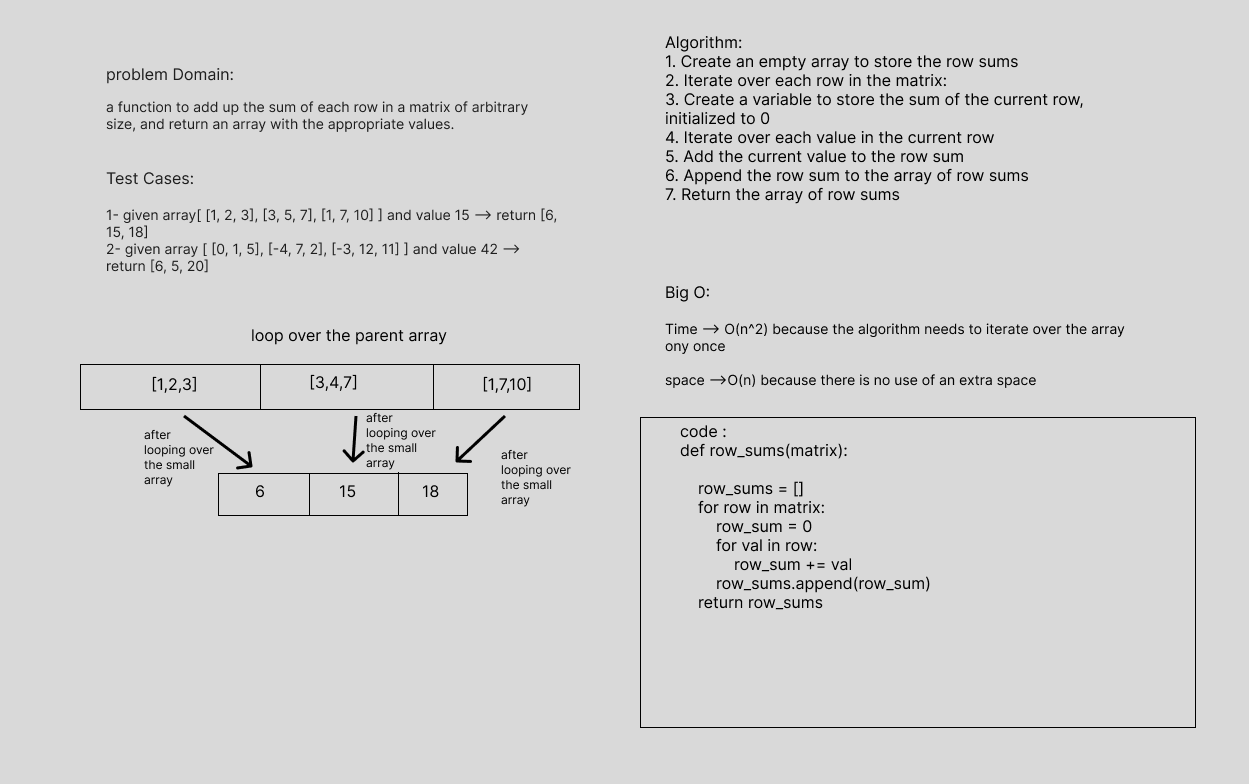 problem Domain:
a function to add up the sum of each row in a matrix of arbitrary
size, and return an array with the appropriate values.
Test Cases:
1- given array[ [1, 2, 3], [3, 5, 7], [1, 7, 10] ] and value 15 —> return [6,
15, 18]
2- given array [ [0, 1, 5], [-4, 7, 2], [-3, 12, 11] ] and value 42 —>
return [6, 5, 20]
loop over the parent array
[1,2,3]
[3,4,7]
[1,7,10]
after
looping over
the small
array
after
looping over
the small
array
after
looping over
the small
array
6
15
18
Algorithm:
1. Create an empty array to store the row sums
2. Iterate over each row in the matrix:
3. Create a variable to store the sum of the current row,
initialized to 0
4. Iterate over each value in the current row
5. Add the current value to the row sum
6. Append the row sum to the array of row sums
7. Return the array of row sums
Big O:
Time —> O(n^2) because the algorithm needs to iterate over the array
ony once
space —>O(n) because there is no use of an extra space
code :
def row_sums(matrix):
row_sums = []
for row in matrix:
row_sum = 0
for val in row:
row_sum += val
row_sums.append(row_sum)
return row_sums